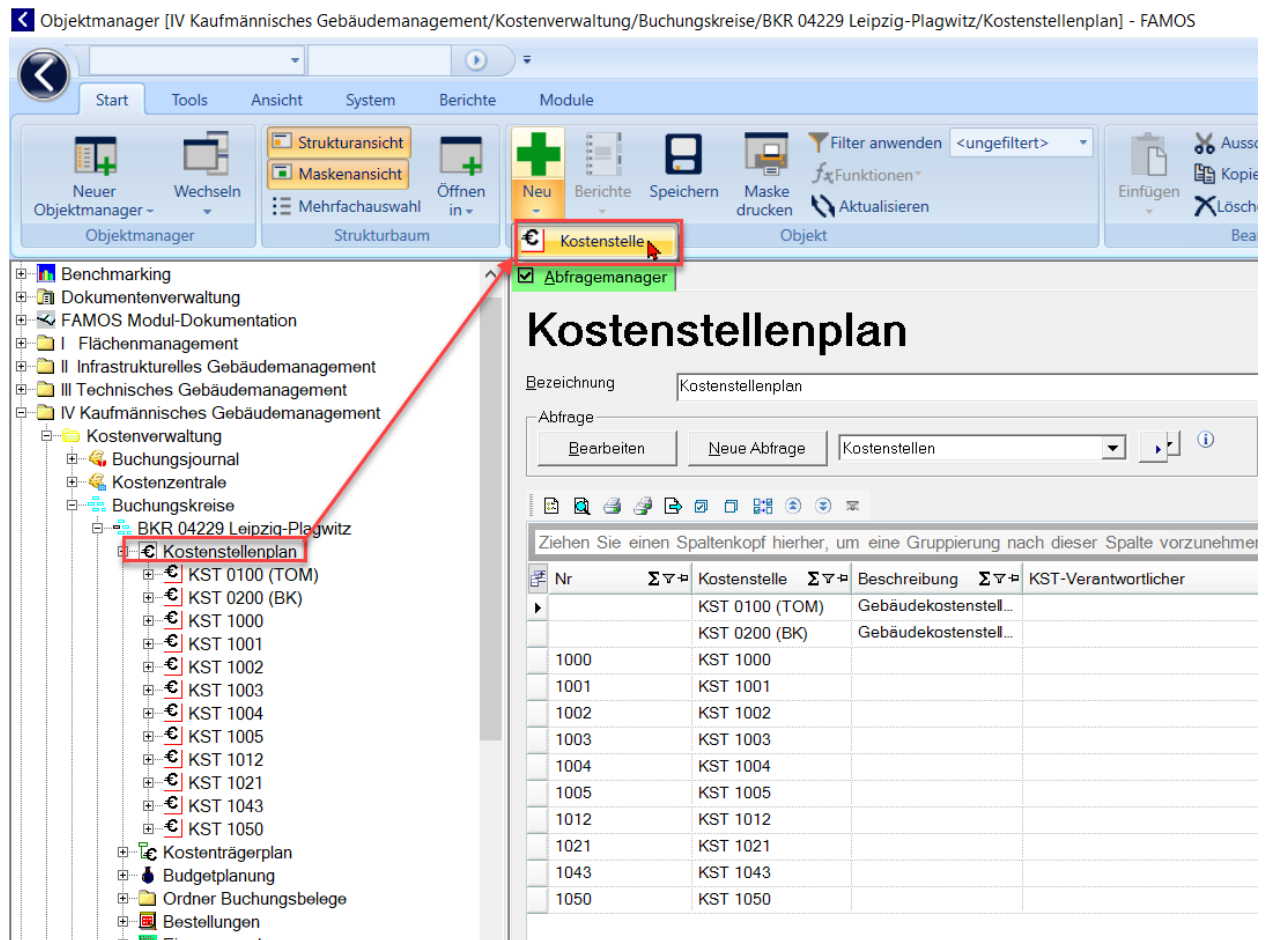 Objektmanager [IV Kaufmännisches Gebäudemanagement/Kostenverwaltung/Buchungskreise/BKR 04229 Leipzig-Plagwitz/Kostenstellenplan] - FAMOS
Start Tools Ansicht System Berichte Module
Neuer Objektmanager
Wechseln
Objektmanager
Strukturansicht
Maskenansicht
Mehrfachauswahl
Öffnen in
Strukturbaum
Neu
Berichte
Speichern
Maske drucken
Filter anwenden <ungefiltert>
Funktionen
Aktualisieren
Objekt
Einfügen
Kostenstelle
Benchmarking
Dokumentenverwaltung
FAMOS Modul-Dokumentation
I Flächenmanagement
II Infrastrukturelles Gebäudemanagement
III Technisches Gebäudemanagement
IV Kaufmännisches Gebäudemanagement
Kostenverwaltung
Buchungsjournal
Kostenzentrale
Buchungskreise
BKR 04229 Leipzig-Plagwitz
Kostenstellenplan
KST 0100 (TOM)
KST 0200 (BK)
KST 1000
KST 1001
KST 1002
KST 1003
KST 1004
KST 1005
KST 1012
KST 1021
KST 1043
KST 1050
Kostenträgerplan
Budgetplanung
Ordner Buchungsbelege
Bestellungen
Abfragemanager
Kostenstellenplan
Bezeichnung Kostenstellenplan
Abfrage
Bearbeiten Neue Abfrage Kostenstellen
Ziehen Sie einen Spaltenkopf hierher, um eine Gruppierung nach dieser Spalte vorzunehmen
Nr Kostenstelle Beschreibung KST-Verantwortlicher
KST 0100 (TOM) Gebäudekostenstell...
KST 0200 (BK) Gebäudekostenstell...
1000 KST 1000
1001 KST 1001
1002 KST 1002
1003 KST 1003
1004 KST 1004
1005 KST 1005
1012 KST 1012
1021 KST 1021
1043 KST 1043
1050 KST 1050